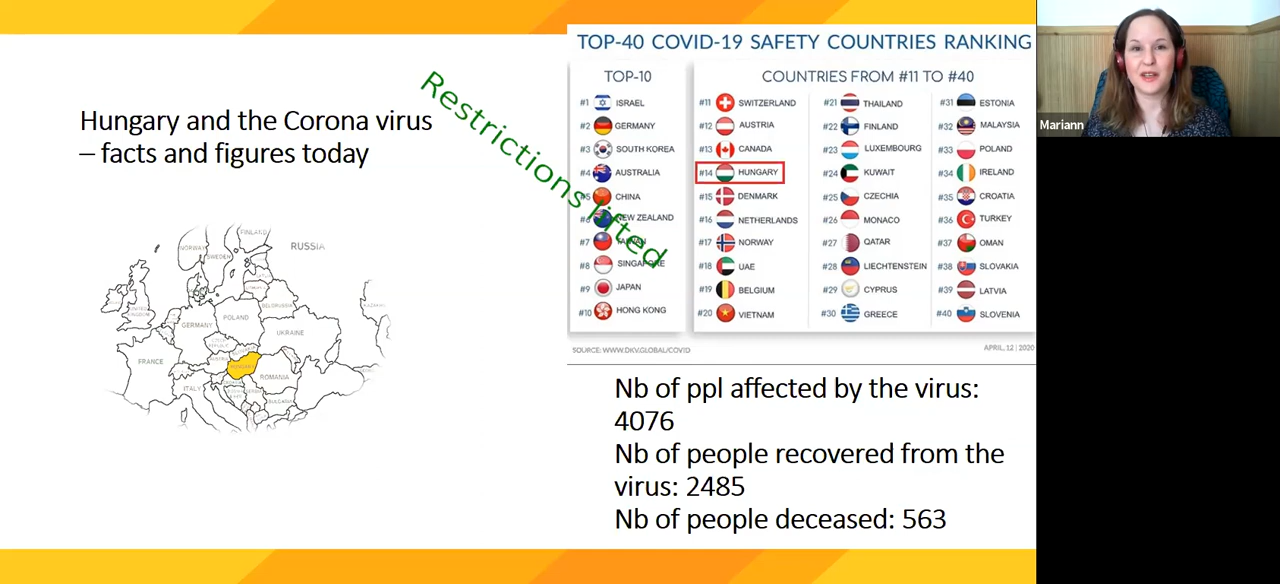 Hungary and the Corona virus
– facts and figures today
Restrictions lifted
FINLAND
NORWAY
SWEDEN
RUSSIA
POLAND
GERMANY
UKRAINE
FRANCE
HUNGARY
ROMANIA
ITALY
TOP-40 COVID-19 SAFETY COUNTRIES RANKING
TOP-10
#1 ISRAEL
#2 GERMANY
#3 SOUTH KOREA
#4 AUSTRALIA
#5 CHINA
#6 NEW ZEALAND
#7 TAIWAN
#8 SINGAPORE
#9 JAPAN
#10 HONG KONG
COUNTRIES FROM #11 TO #40
#11 SWITZERLAND
#12 AUSTRIA
#13 CANADA
#14 HUNGARY
#15 DENMARK
#16 NETHERLANDS
#17 NORWAY
#18 UAE
#19 BELGIUM
#20 VIETNAM
#21 THAILAND
#22 FINLAND
#23 LUXEMBOURG
#24 KUWAIT
#25 CZECHIA
#26 MONACO
#27 QATAR
#28 LIECHTENSTEIN
#29 CYPRUS
#30 GREECE
#31 ESTONIA
#32 MALAYSIA
#33 POLAND
#34 IRELAND
#35 CROATIA
#36 TURKEY
#37 OMAN
#38 SLOVAKIA
#39 LATVIA
#40 SLOVENIA
SOURCE: WWW.DKV.GLOBAL/COVID
APRIL, 12 | 2020
Nb of ppl affected by the virus:
4076
Nb of people recovered from the
virus: 2485
Nb of people deceased: 563
Mariann